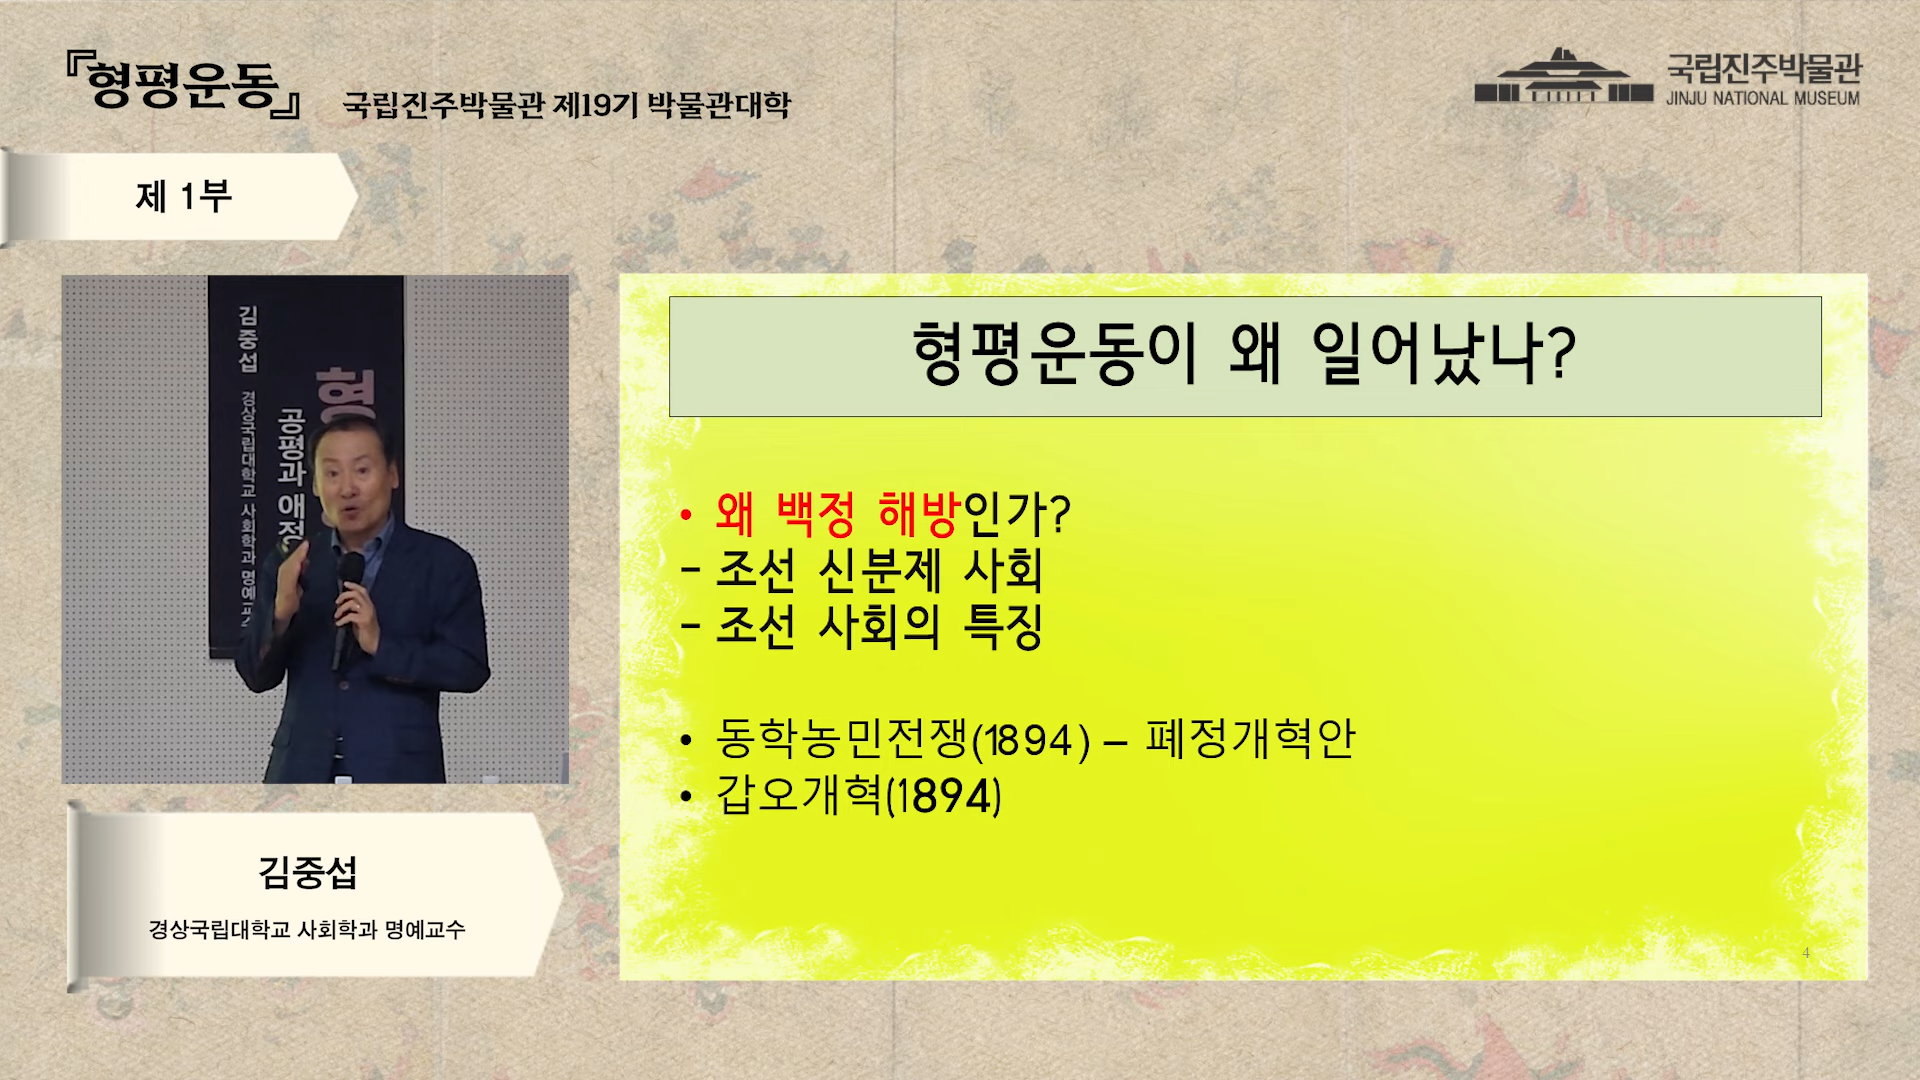 『형평운동』
국립진주박물관 제19기 박물관대학
국립진주박물관
JINJU NATIONAL MUSEUM
제 1부
김중섭
경상국립대학교 사회학과 명예교수
형
공평과 애정
형평운동이 왜 일어났나?
• 왜 백정 해방인가?
- 조선 신분제 사회
- 조선 사회의 특징
• 동학농민전쟁(1894) – 폐정개혁안
• 갑오개혁(1894)
4
김중섭
경상국립대학교 사회학과 명예교수